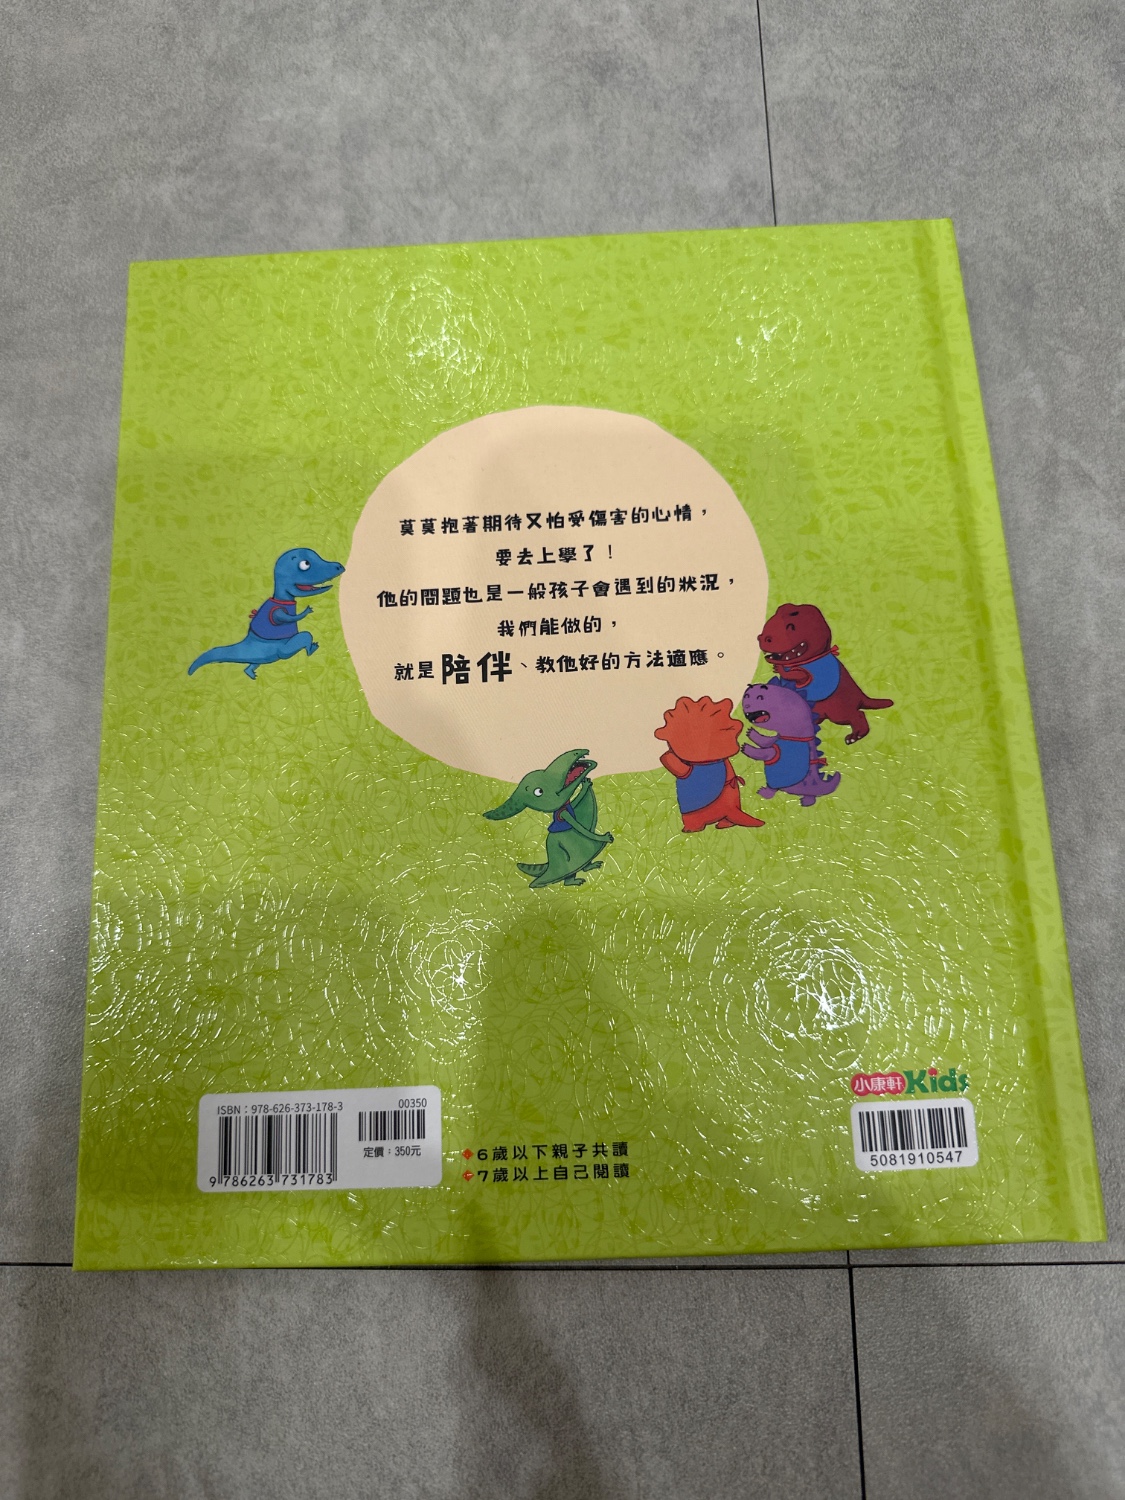 莫莫抱著期待又怕受傷害的心情，
要去上學了！
他的問題也是一般孩子會遇到的狀況，
我們能做的，
就是陪伴、教他好的方法適應。
小康軒Kids
ISBN：978-626-373-178-3
00350
9 786263 731783
定價：350元
6歲以下親子共讀
7歲以上自己閱讀
5081910547